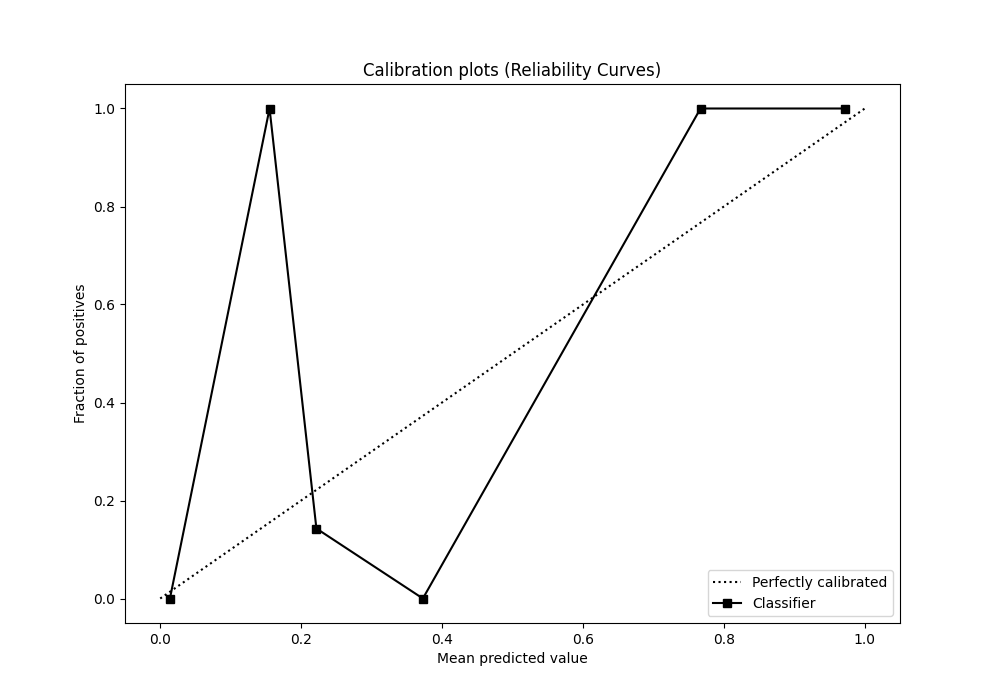 Calibration plots (Reliability Curves)
1.0
0.8
0.6
0.4
0.2
0.0
Fraction of positives
Perfectly calibrated
Classifier
0.0 0.2 0.4 0.6 0.8 1.0
Mean predicted value